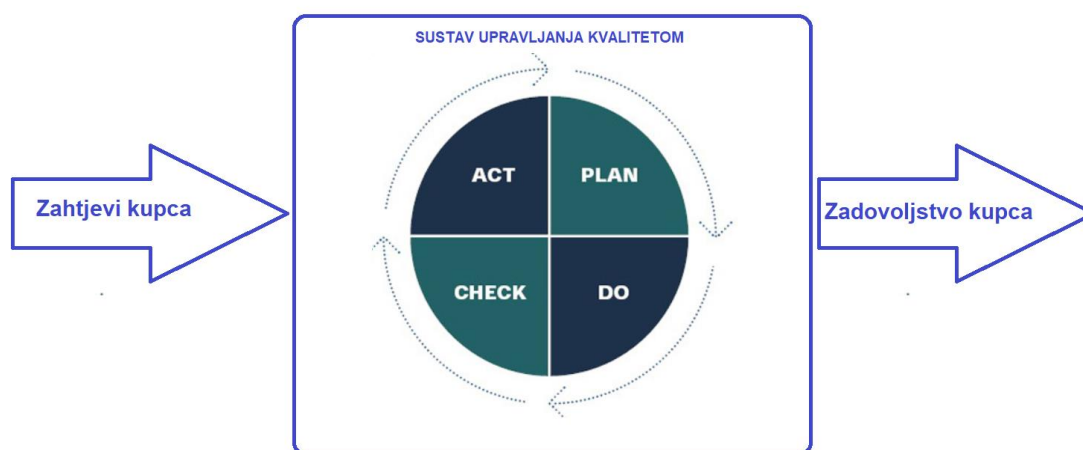 SUSTAV UPRAVLJANJA KVALITETOM
ACT
PLAN
Zahtjevi kupca
Zadovoljstvo kupca
CHECK
DO